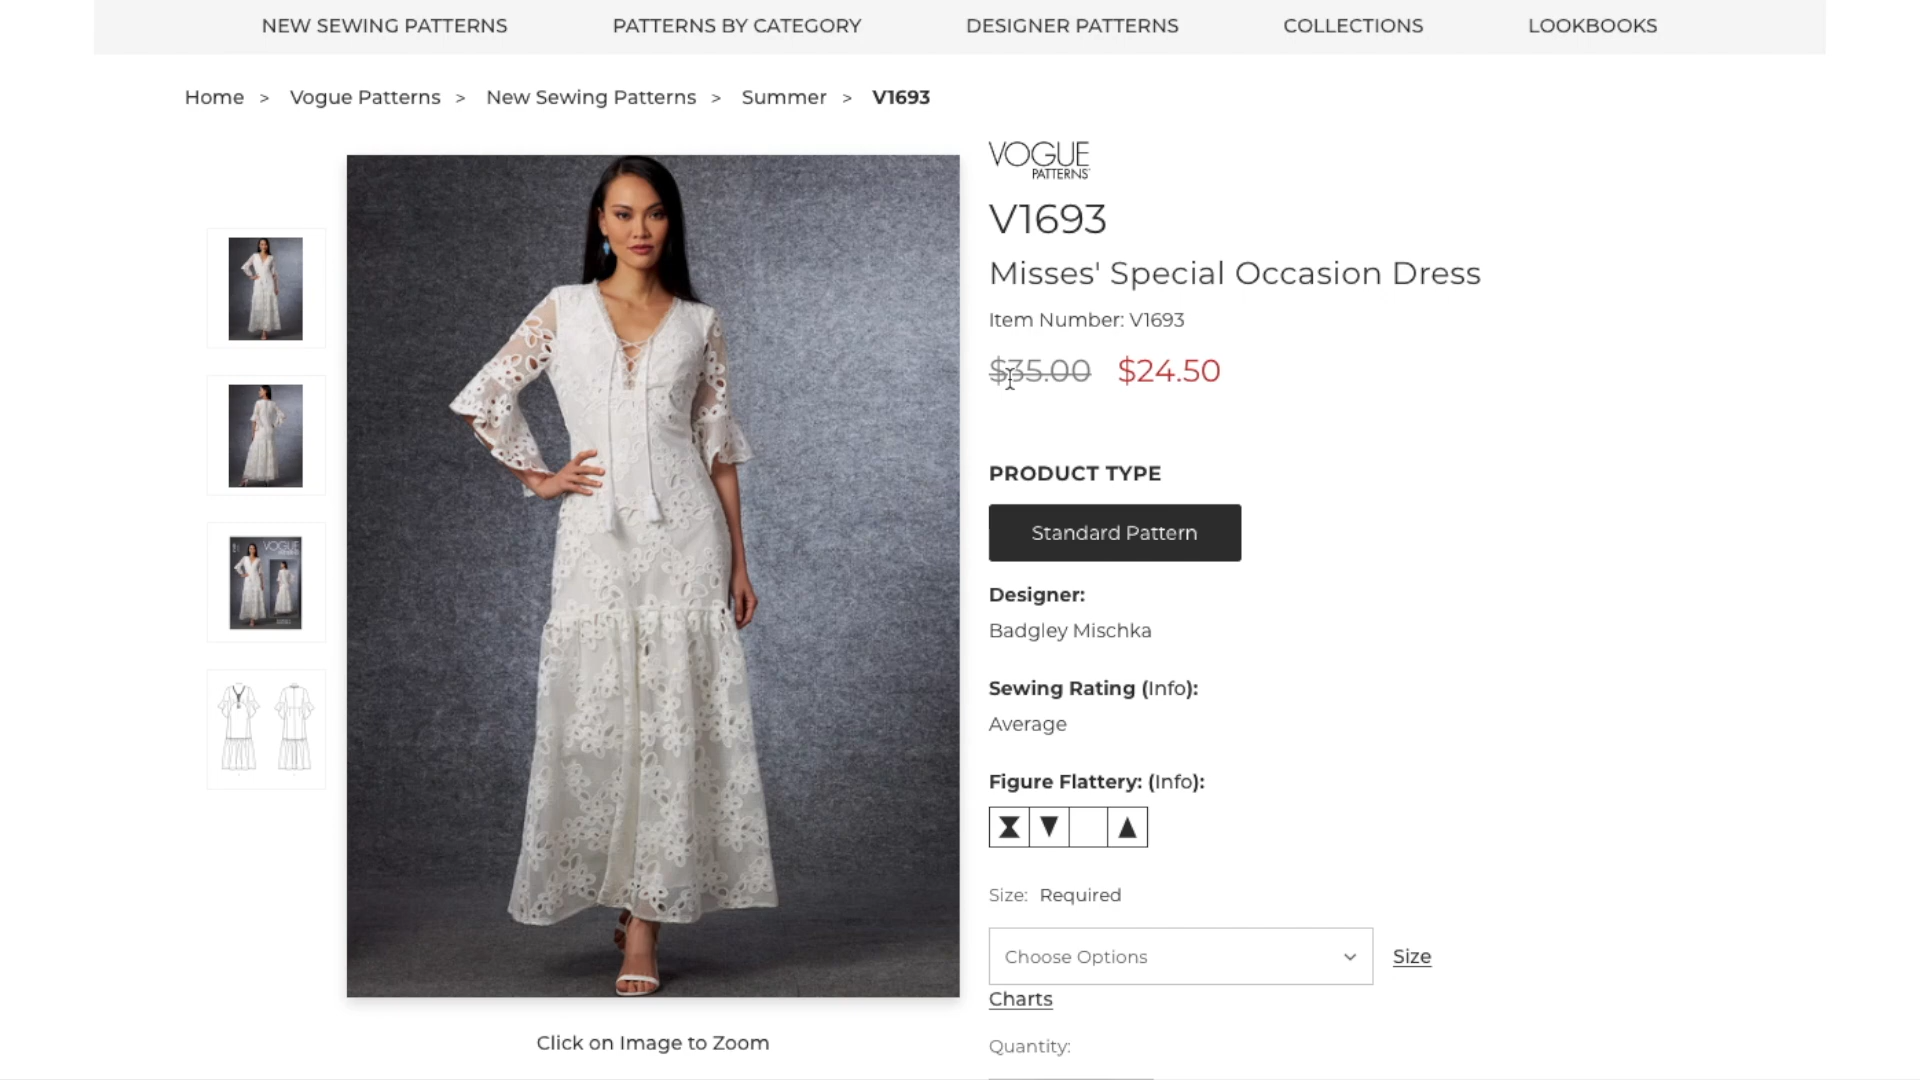 NEW SEWING PATTERNS PATTERNS BY CATEGORY DESIGNER PATTERNS COLLECTIONS LOOKBOOKS
Home > Vogue Patterns > New Sewing Patterns > Summer > V1693
VOGUE
PATTERNS
V1693
Misses' Special Occasion Dress
Item Number: V1693
$35.00 $24.50
PRODUCT TYPE
Standard Pattern
Designer:
Badgley Mischka
Sewing Rating (Info):
Average
Figure Flattery: (Info):
Size: Required
Choose Options
Size
Charts
Quantity:
VOGUE
Click on Image to Zoom